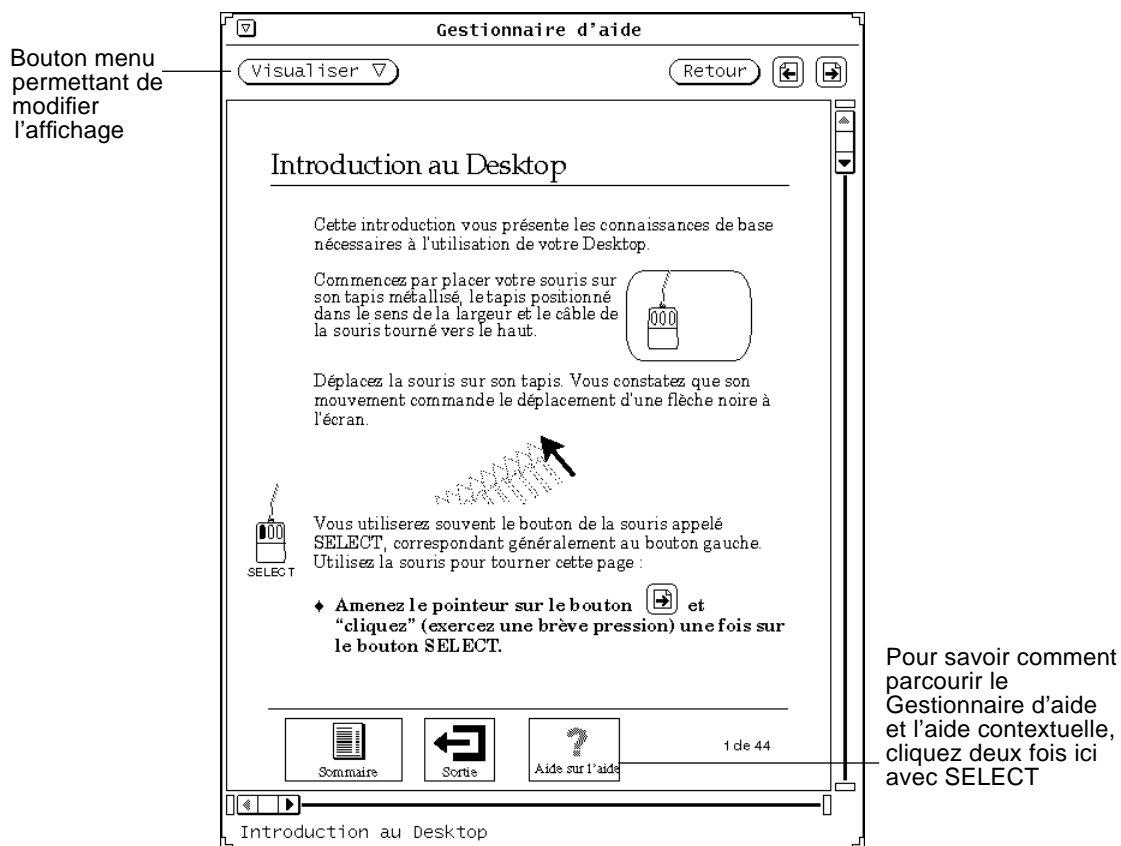 Gestionnaire d'aide
Bouton menu
permettant de
modifier
l'affichage
Visualiser
Retour
Introduction au Desktop
Cette introduction vous présente les connaissances de base
nécessaires à l'utilisation de votre Desktop.
Commencez par placer votre souris sur
son tapis métallisé, le tapis positionné
dans le sens de la largeur et le câble de
la souris tourné vers le haut.
Déplacez la souris sur son tapis. Vous constatez que son
mouvement commande le déplacement d'une flèche noire à
l'écran.
SELECT
Vous utiliserez souvent le bouton de la souris appelé
SELECT, correspondant généralement au bouton gauche.
Utilisez la souris pour tourner cette page :
♦ Amenez le pointeur sur le bouton et
“cliquez” (exercez une brève pression) une fois sur
le bouton SELECT.
Pour savoir comment
parcourir le
Gestionnaire d'aide
et l'aide contextuelle,
cliquez deux fois ici
avec SELECT
Sommaire
Sortie
? Aide sur l'aide
1 de 44
Introduction au Desktop